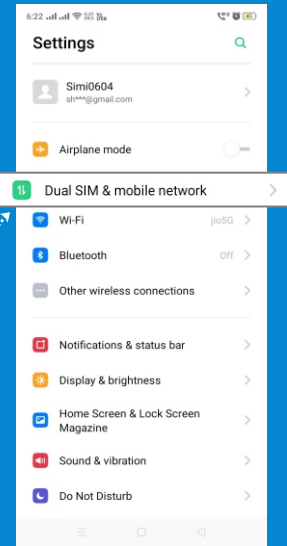 6:22
Settings
Simi0604
sh***@gmail.com
Airplane mode
Dual SIM & mobile network
Wi-Fi jio5G
Bluetooth Off
Other wireless connections
Notifications & status bar
Display & brightness
Home Screen & Lock Screen
Magazine
Sound & vibration
Do Not Disturb